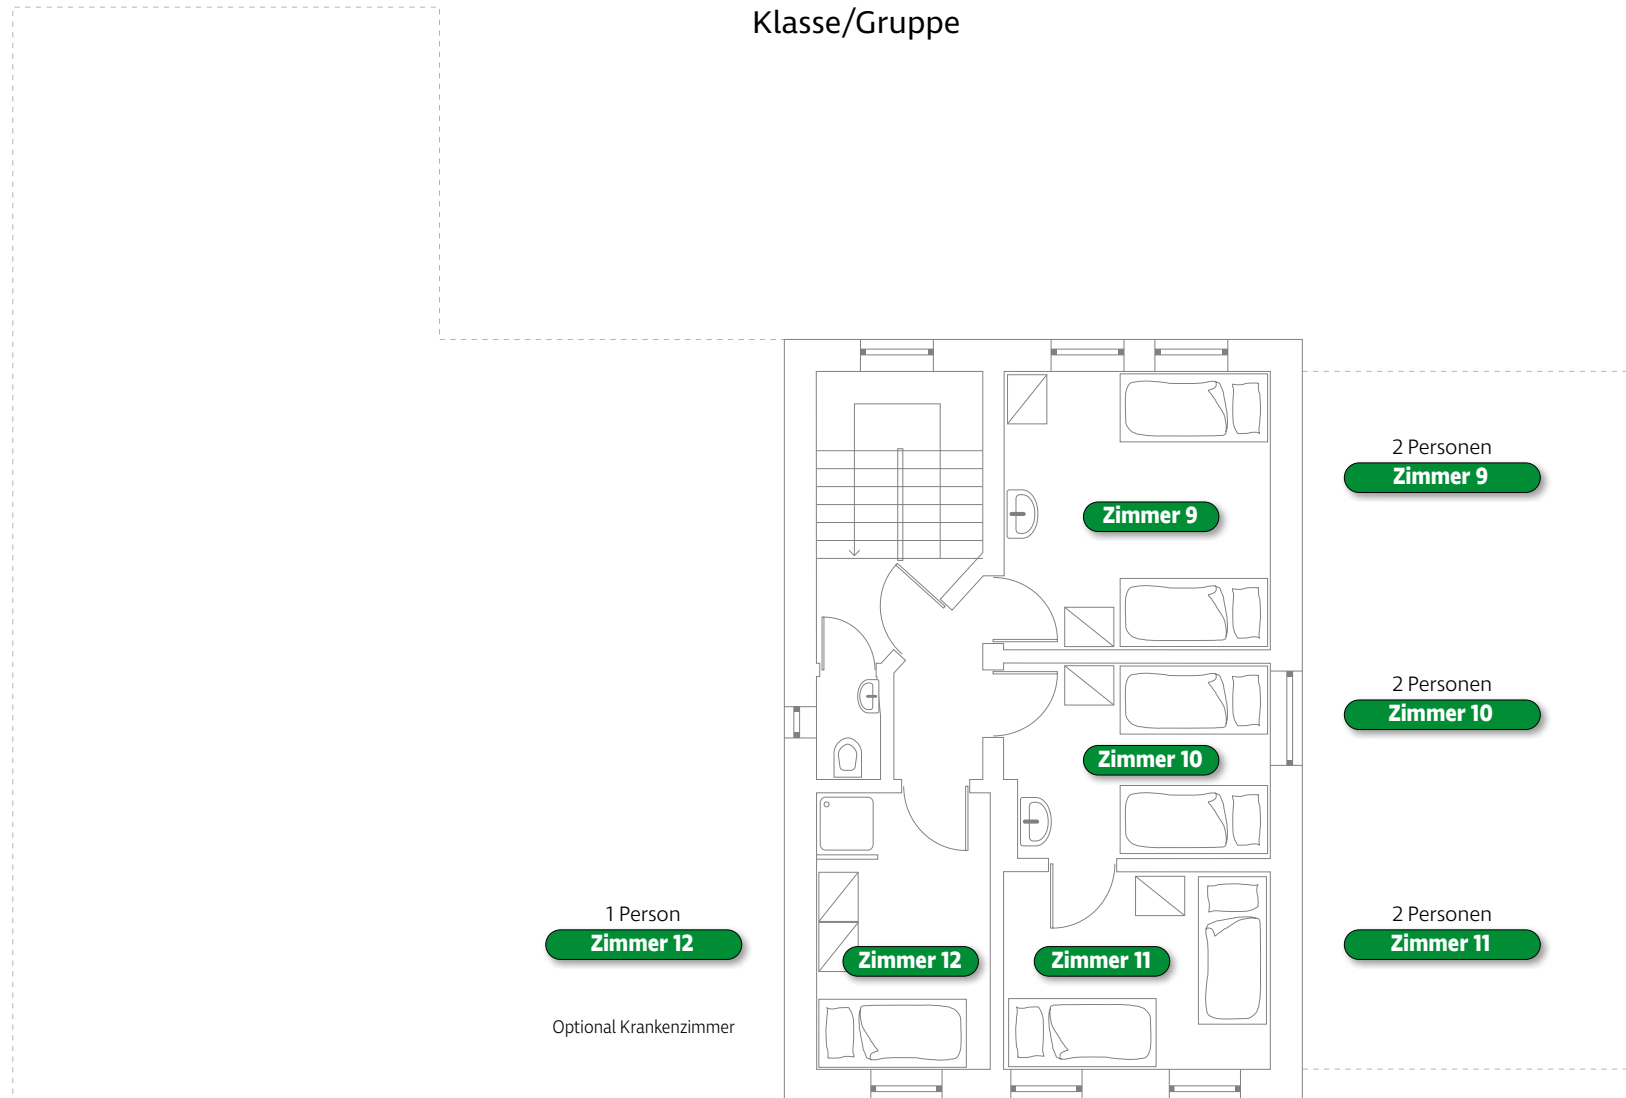 Klasse/Gruppe
2 Personen
Zimmer 9
Zimmer 9
2 Personen
Zimmer 10
Zimmer 10
1 Person
Zimmer 12
Zimmer 12
Zimmer 11
2 Personen
Zimmer 11
Optional Krankenzimmer